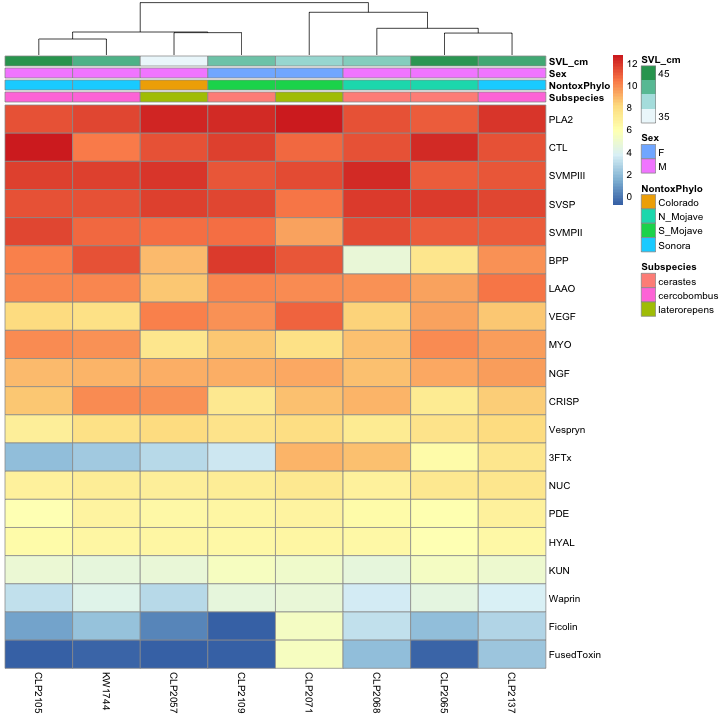 SVL_cm
Sex
NontoxPhylo
Subspecies
PLA2
CTL
SVMPIII
SVSP
SVMPII
BPP
LAAO
VEGF
MYO
NGF
CRISP
Vespryn
3FTx
NUC
PDE
HYAL
KUN
Waprin
Ficolin
FusedToxin
CLP2105
KW1744
CLP2057
CLP2109
CLP2071
CLP2068
CLP2065
CLP2137
12
10
8
6
4
2
0
SVL_cm
45
35
Sex
F
M
NontoxPhylo
Colorado
N_Mojave
S_Mojave
Sonora
Subspecies
cerastes
cercobombus
laterorepens